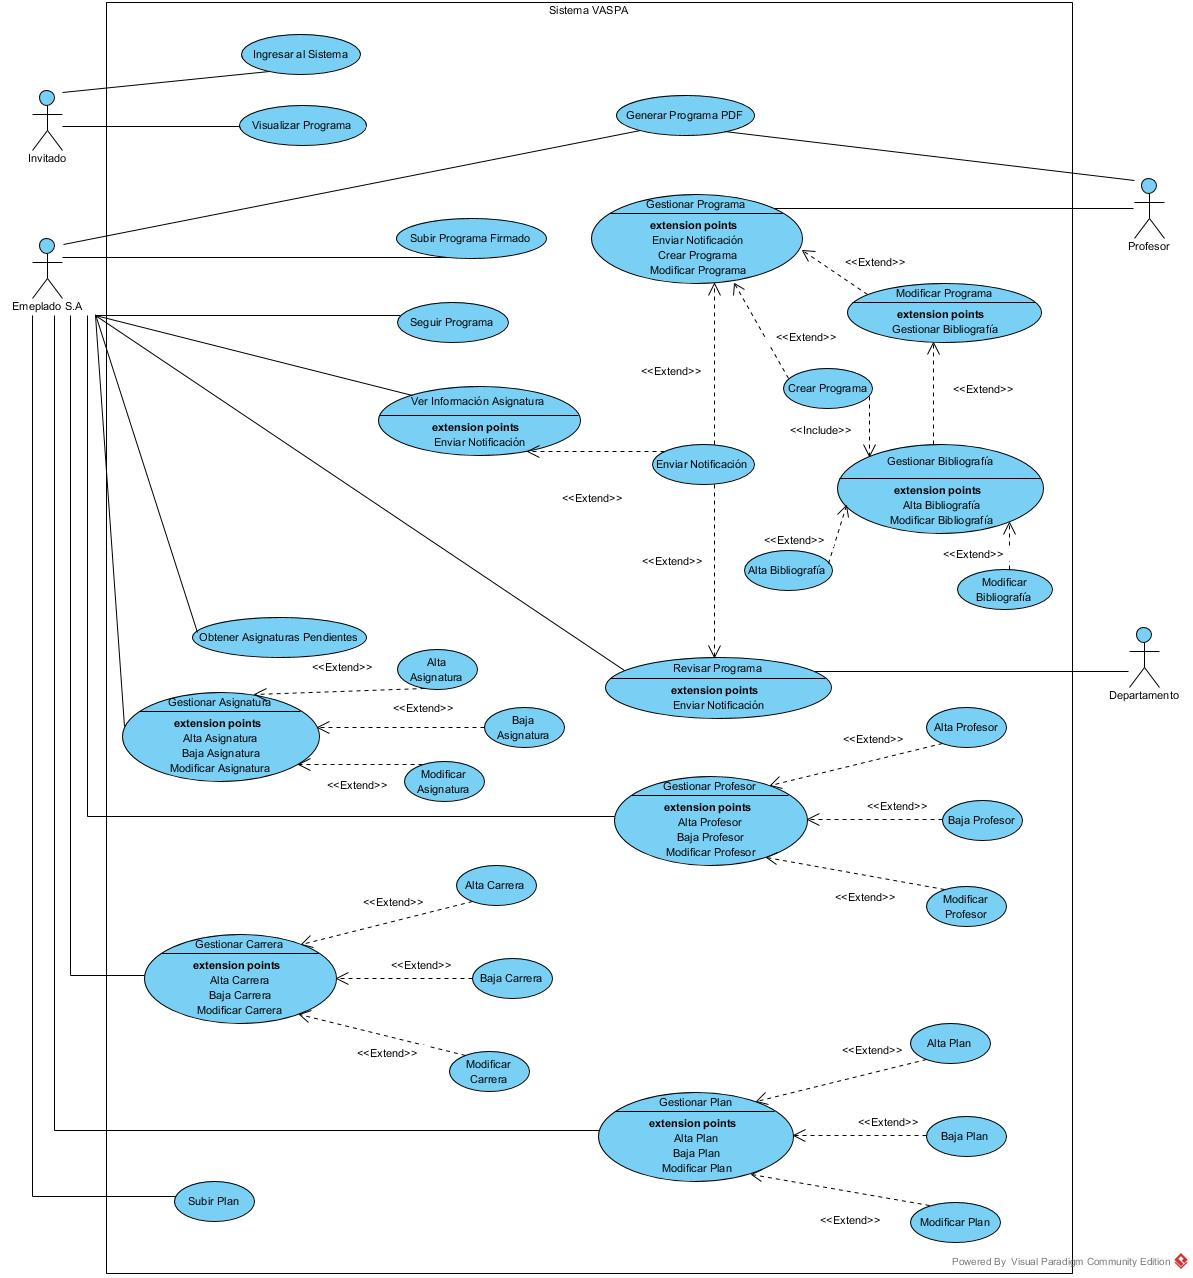 Sistema VASPA
Ingresar al Sistema
Visualizar Programa
Invitado
Generar Programa PDF
Profesor
Gestionar Programa
extension points
Enviar Notificación
Crear Programa
Modificar Programa
Subir Programa Firmado
Emeplado S.A
<<Extend>>
Modificar Programa
extension points
Gestionar Bibliografía
Seguir Programa
<<Extend>>
<<Extend>>
Crear Programa
<<Extend>>
Ver Información Asignatura
extension points
Enviar Notificación
<<Include>>
Enviar Notificación
<<Extend>>
Gestionar Bibliografía
extension points
Alta Bibliografía
Modificar Bibliografía
<<Extend>>
<<Extend>>
<<Extend>>
Alta Bibliografía
Modificar
Bibliografía
Obtener Asignaturas Pendientes
<<Extend>>
Alta
Asignatura
Revisar Programa
extension points
Enviar Notificación
Departamento
Gestionar Asignatura
extension points
Alta Asignatura
Baja Asignatura
Modificar Asignatura
<<Extend>>
Baja
Asignatura
<<Extend>>
Modificar
Asignatura
Alta Profesor
<<Extend>>
Gestionar Profesor
extension points
Alta Profesor
Baja Profesor
Modificar Profesor
<<Extend>>
Baja Profesor
<<Extend>>
Modificar
Profesor
Alta Carrera
<<Extend>>
Gestionar Carrera
extension points
Alta Carrera
Baja Carrera
Modificar Carrera
<<Extend>>
Baja Carrera
<<Extend>>
Modificar
Carrera
Alta Plan
<<Extend>>
Gestionar Plan
extension points
Alta Plan
Baja Plan
Modificar Plan
<<Extend>>
Baja Plan
<<Extend>>
Modificar Plan
Subir Plan
Powered By Visual Paradigm Community Edition